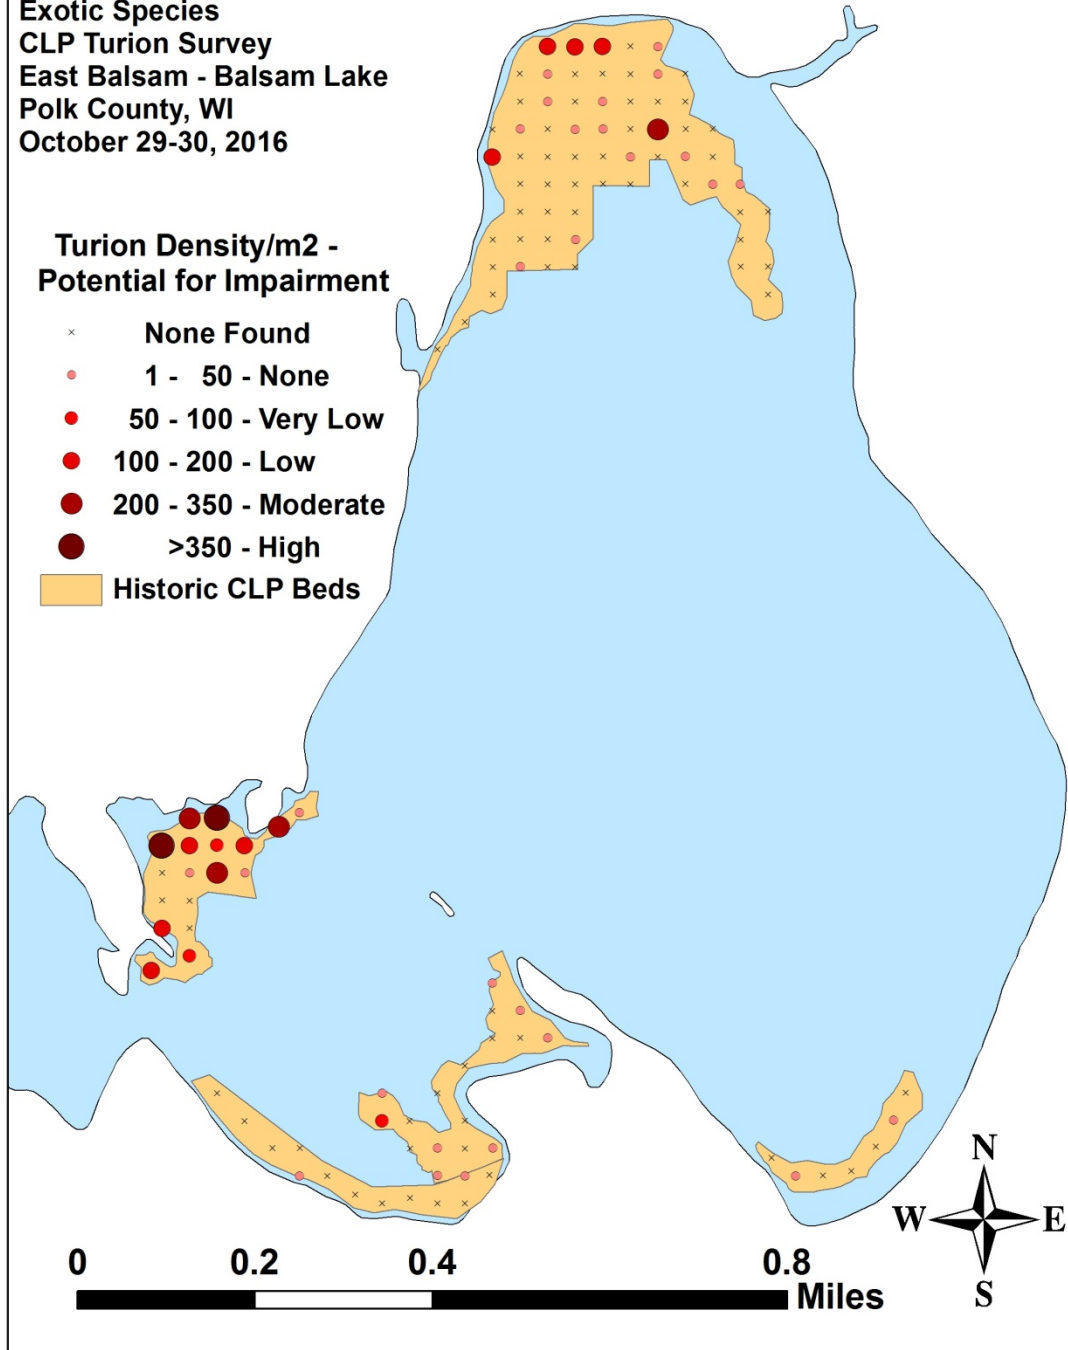 Exotic Species
CLP Turion Survey
East Balsam - Balsam Lake
Polk County, WI
October 29-30, 2016
Turion Density/m2 -
Potential for Impairment
None Found
1 - 50 - None
50 - 100 - Very Low
100 - 200 - Low
200 - 350 - Moderate
>350 - High
Historic CLP Beds
N
W E
S
0 0.2 0.4 0.8
Miles